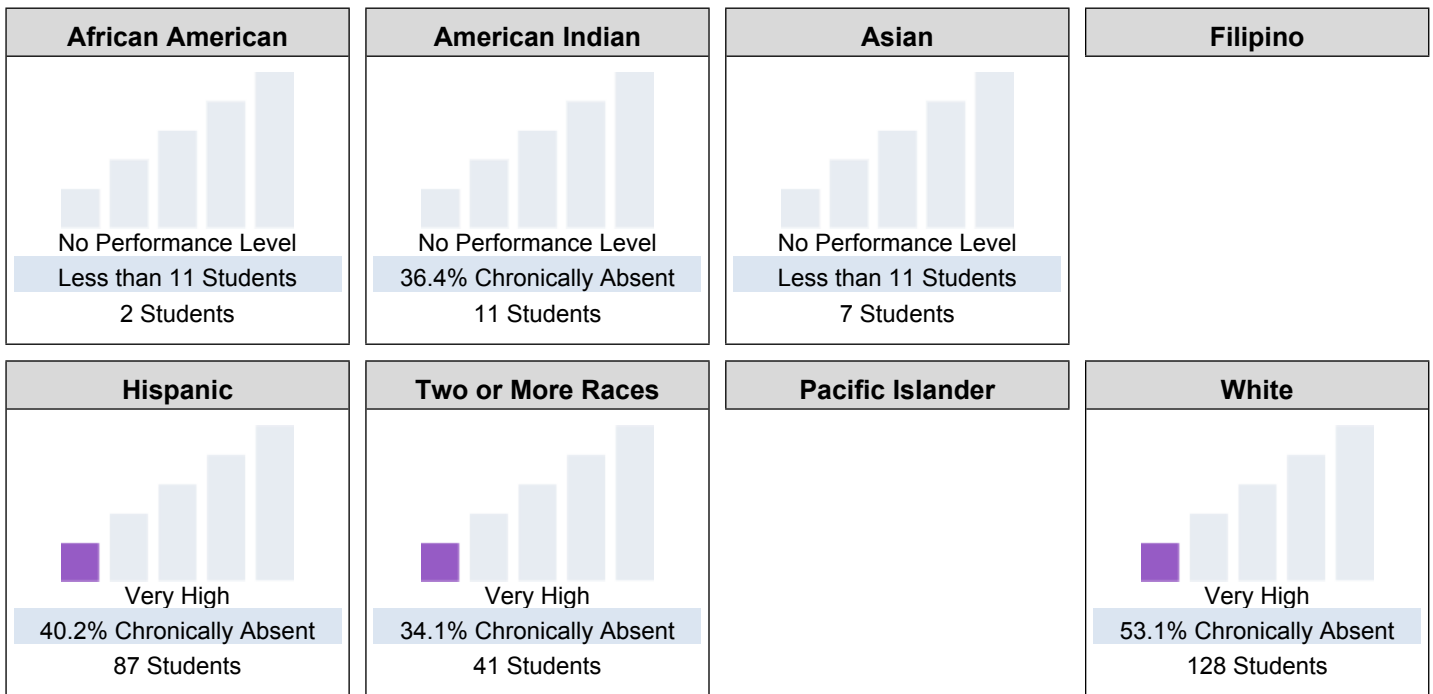 African American
No Performance Level
Less than 11 Students
2 Students
American Indian
No Performance Level
36.4% Chronically Absent
11 Students
Asian
No Performance Level
Less than 11 Students
7 Students
Filipino
Hispanic
Very High
40.2% Chronically Absent
87 Students
Two or More Races
Very High
34.1% Chronically Absent
41 Students
Pacific Islander
White
Very High
53.1% Chronically Absent
128 Students